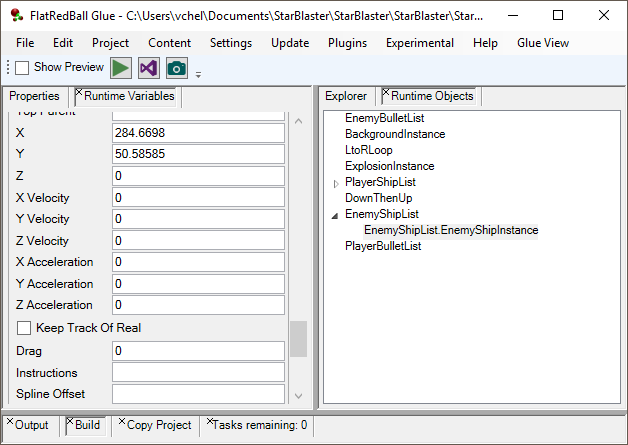 FlatRedBall Glue - C:\Users\vchel\Documents\StarBlaster\StarBlaster\StarBlaster\Star...
File Edit Project Content Settings Update Plugins Experimental Help Glue View
Show Preview
Properties Runtime Variables
Explorer Runtime Objects
Top Parent
X 284.6698
Y 50.58585
Z 0
X Velocity 0
Y Velocity 0
Z Velocity 0
X Acceleration 0
Y Acceleration 0
Z Acceleration 0
Keep Track Of Real
Drag 0
Instructions
Spline Offset
EnemyBulletList
BackgroundInstance
LtoRLoop
ExplosionInstance
PlayerShipList
DownThenUp
EnemyShipList
EnemyShipList.EnemyShipInstance
PlayerBulletList
Output Build Copy Project Tasks remaining: 0